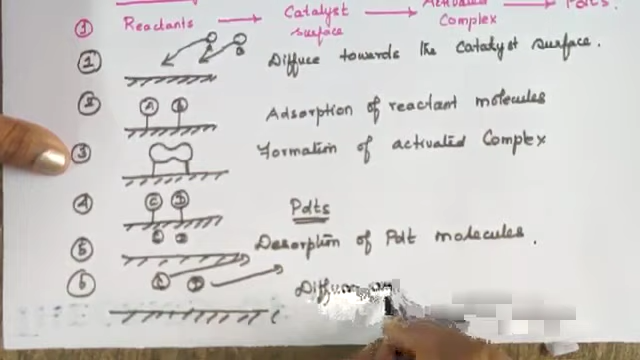 ① Reactants → Catalyst surface → Activated Complex → Pdts.
① A B Diffuce towards the Catalyst surface.
② A B Adsorption of reactant molecules
③ Formation of activated Complex
④ C D Pdts
⑤ Desorption of Pdt molecules.
⑥